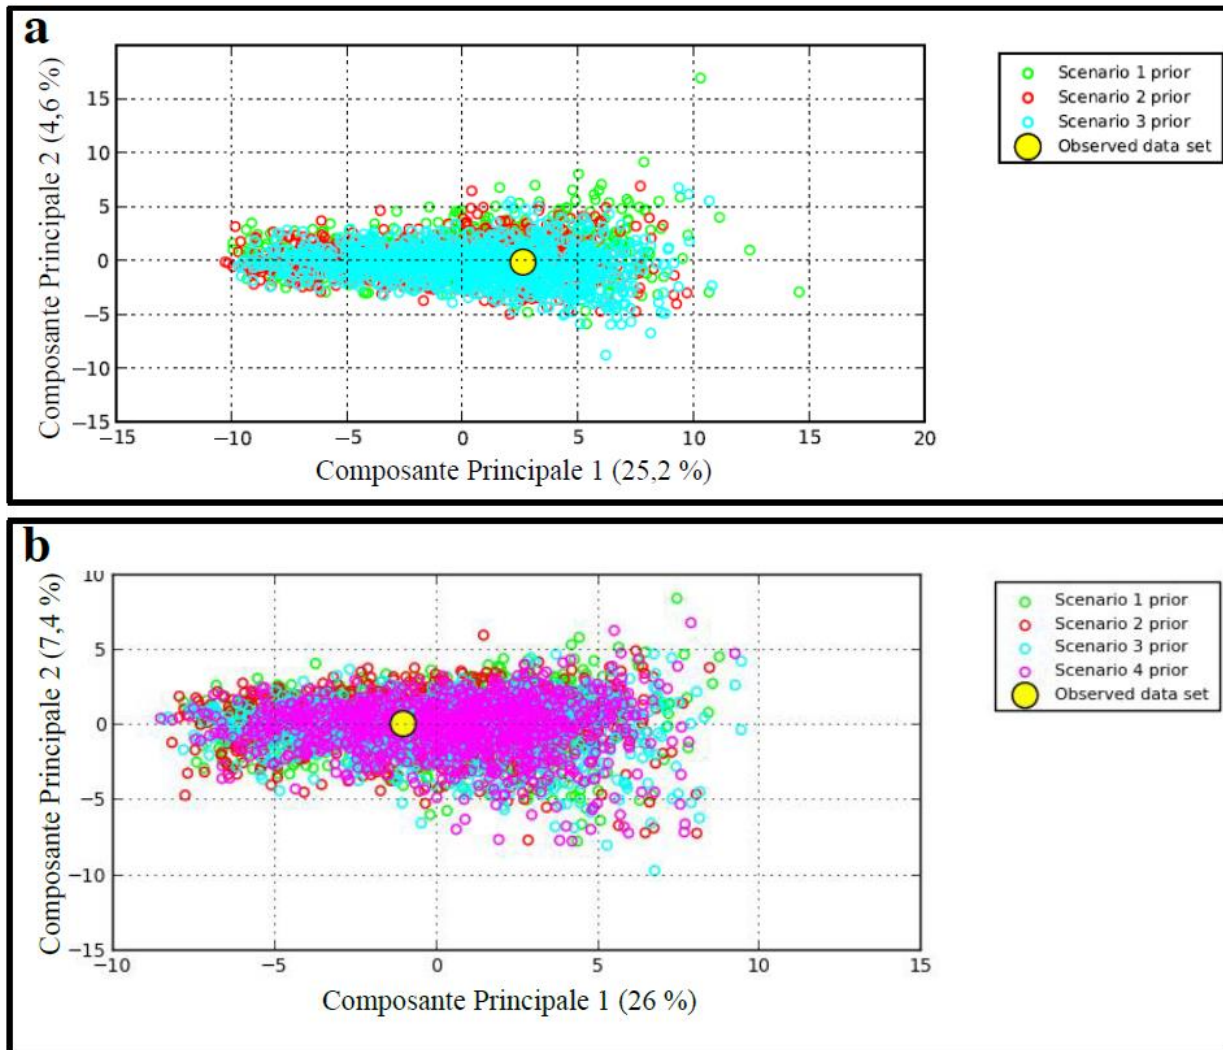 a
Composante Principale 2 (4,6 %)
15
10
5
0
−5
−10
−15
−15 −10 −5 0 5 10 15 20
Composante Principale 1 (25,2 %)
Scenario 1 prior
Scenario 2 prior
Scenario 3 prior
Observed data set
b
Composante Principale 2 (7,4 %)
10
5
0
−5
−10
−15
−10 −5 0 5 10 15
Composante Principale 1 (26 %)
Scenario 1 prior
Scenario 2 prior
Scenario 3 prior
Scenario 4 prior
Observed data set